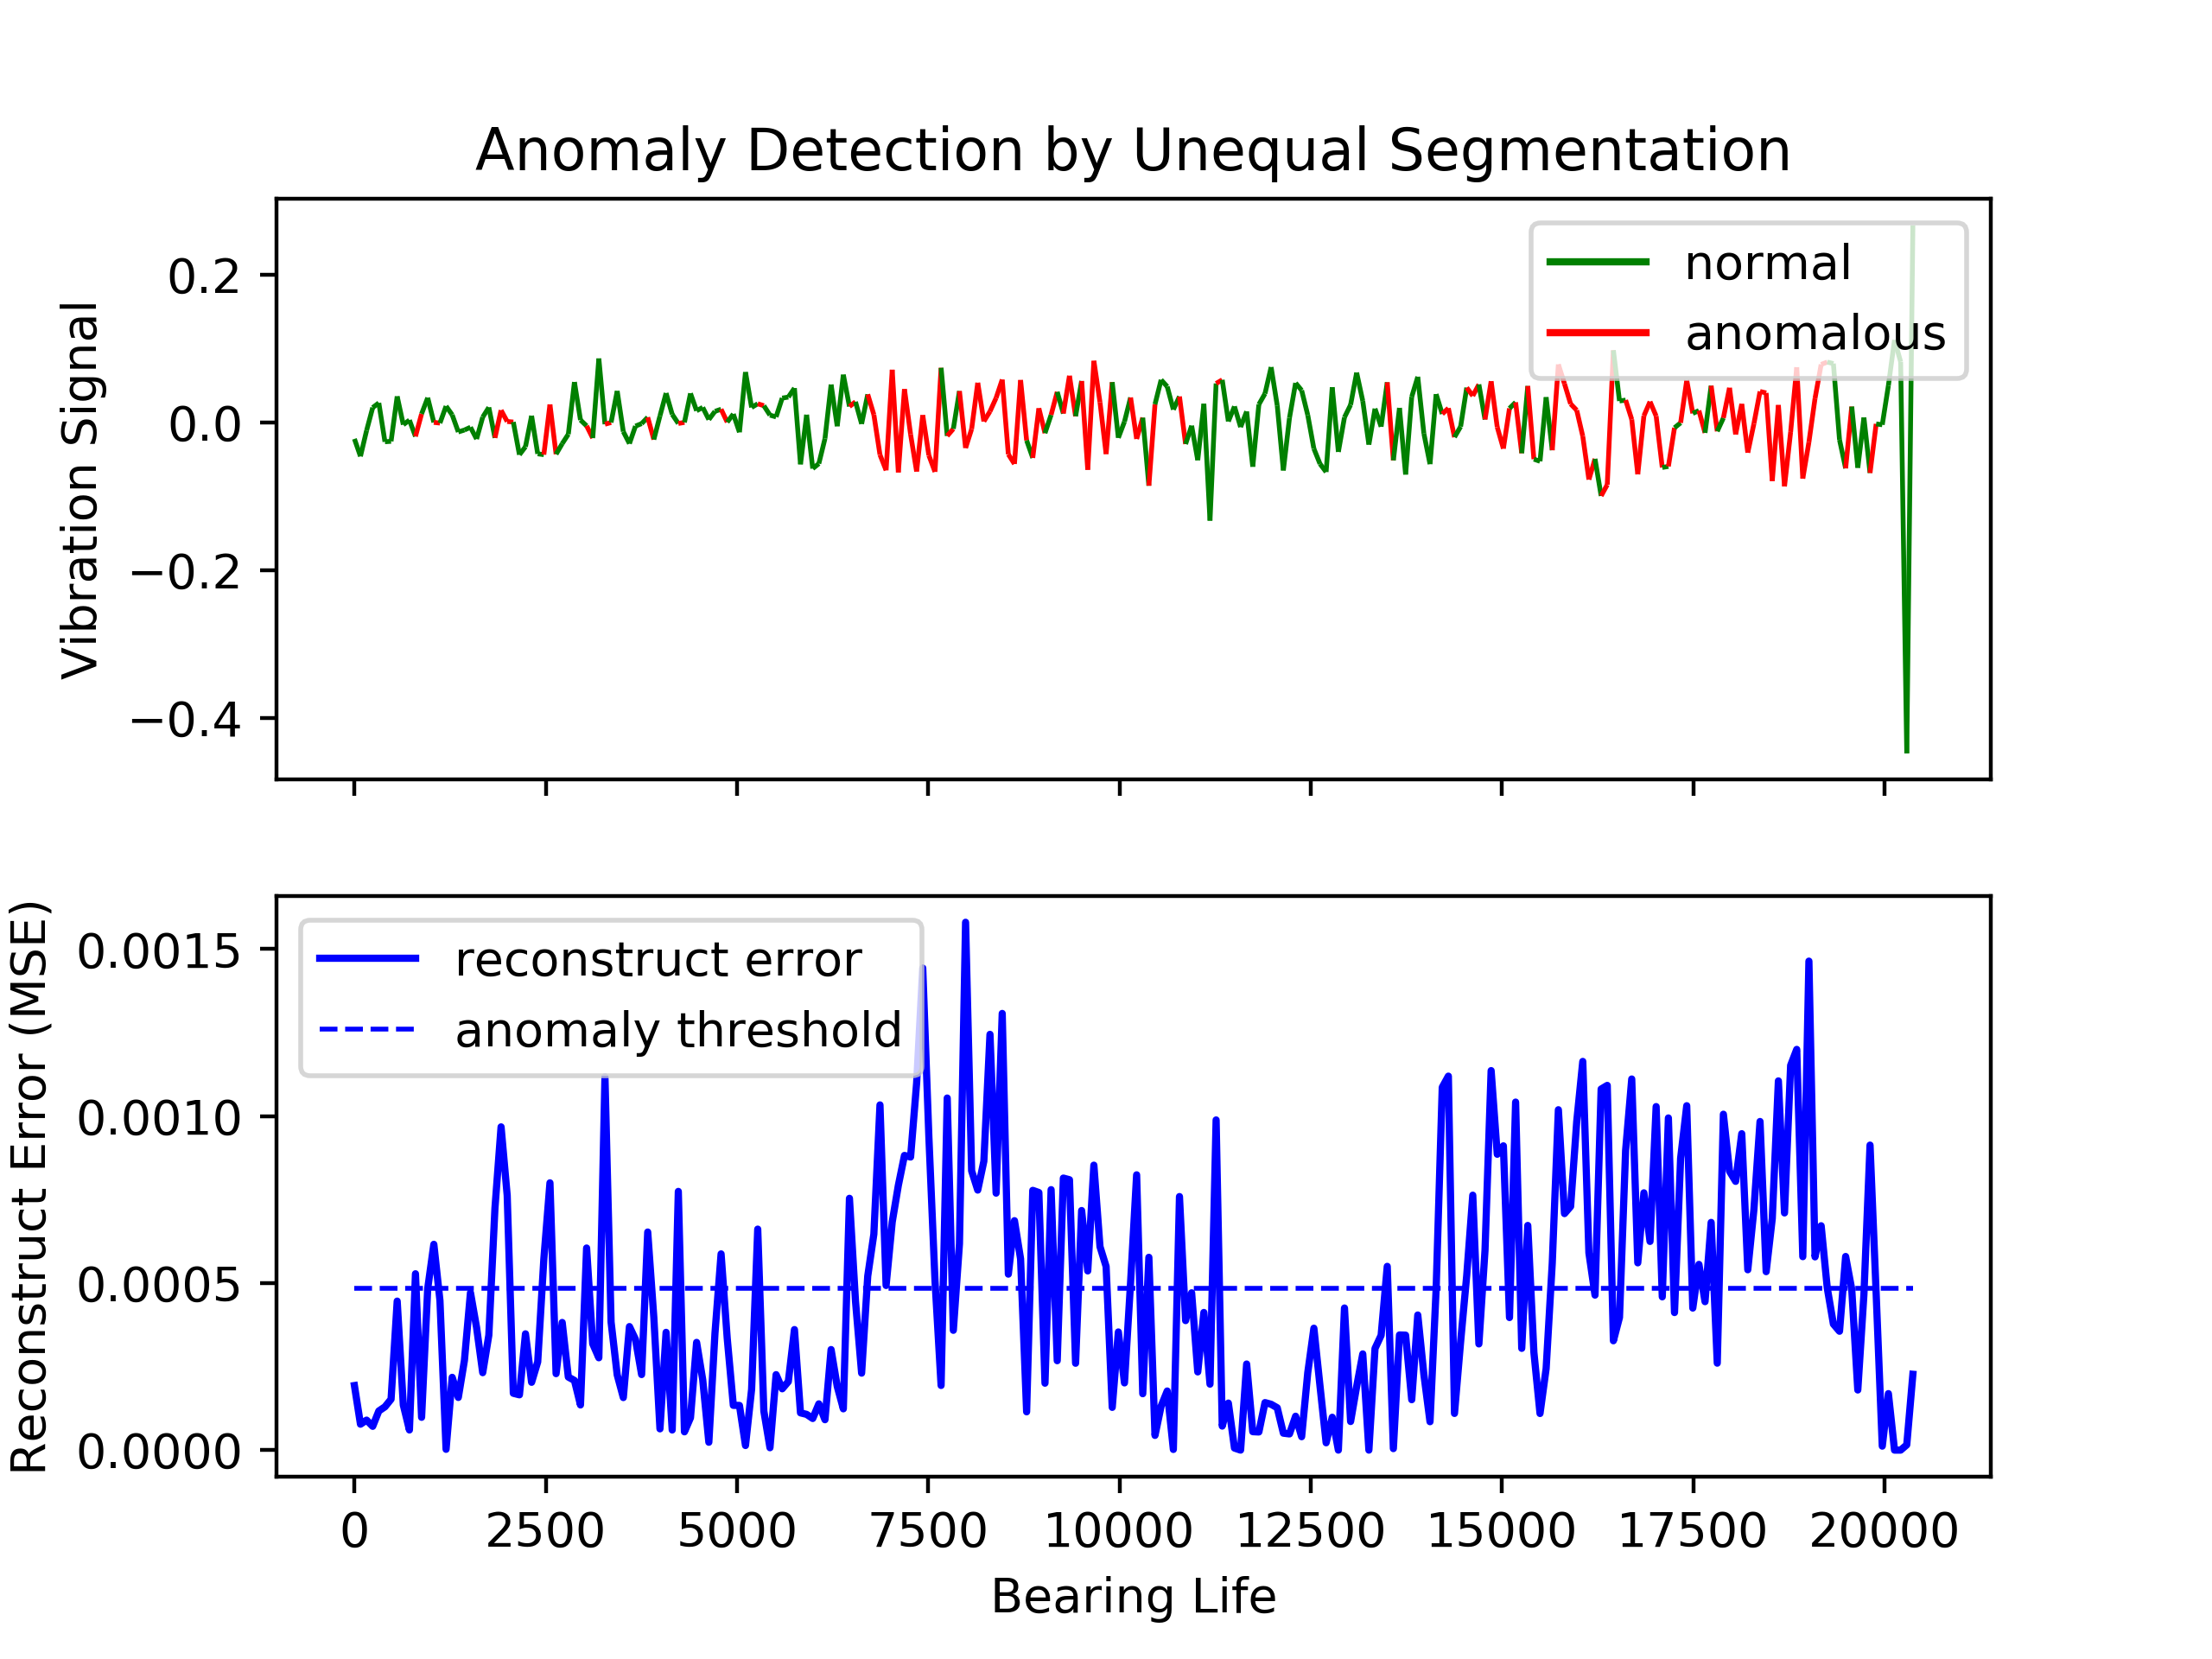 Anomaly Detection by Unequal Segmentation
Vibration Signal
0.2
0.0
−0.2
−0.4
normal
anomalous
Reconstruct Error (MSE)
0.0015
0.0010
0.0005
0.0000
reconstruct error
anomaly threshold
0 2500 5000 7500 10000 12500 15000 17500 20000
Bearing Life